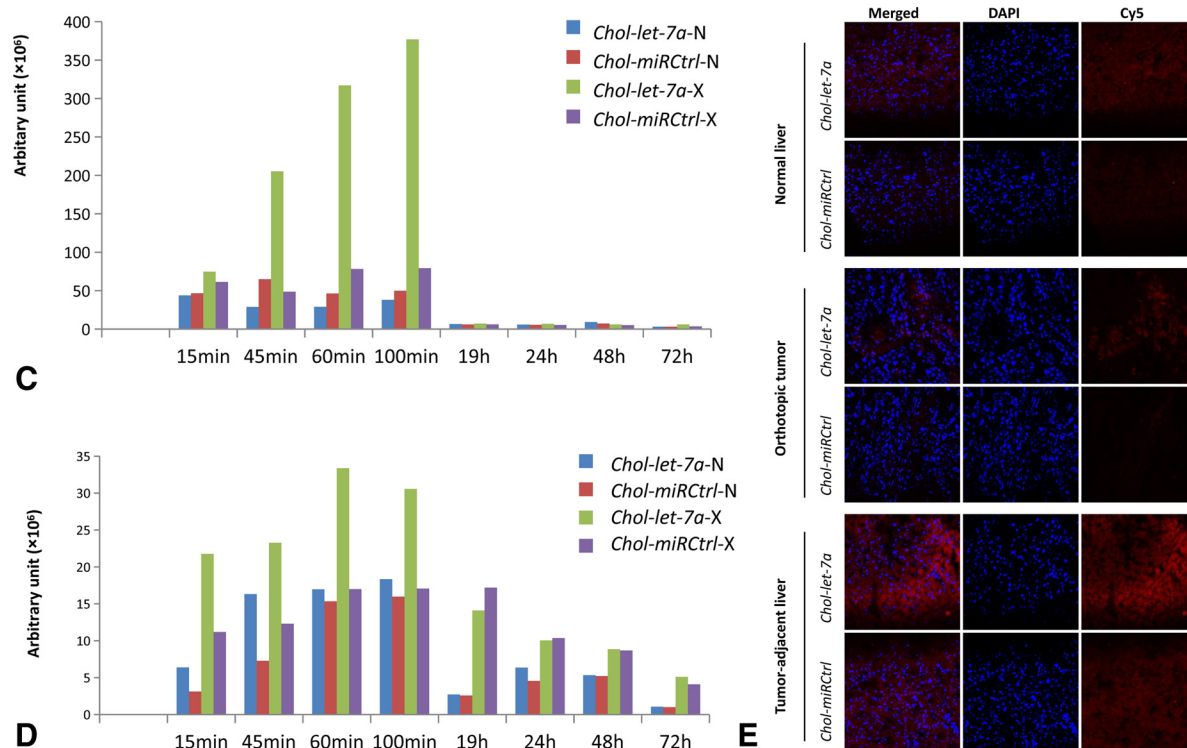 Arbitary unit (×10⁶)
400
350
300
250
200
150
100
50
0
Chol-let-7a-N
Chol-miRCtrl-N
Chol-let-7a-X
Chol-miRCtrl-X
15min 45min 60min 100min 19h 24h 48h 72h
C
Arbitrary unit (×10⁶)
35
30
25
20
15
10
5
0
Chol-let-7a-N
Chol-miRCtrl-N
Chol-let-7a-X
Chol-miRCtrl-X
15min 45min 60min 100min 19h 24h 48h 72h
D
Merged DAPI Cy5
Normal liver
Chol-let-7a
Chol-miRCtrl
Orthotopic tumor
Chol-let-7a
Chol-miRCtrl
Tumor-adjacent liver
Chol-let-7a
Chol-miRCtrl
E